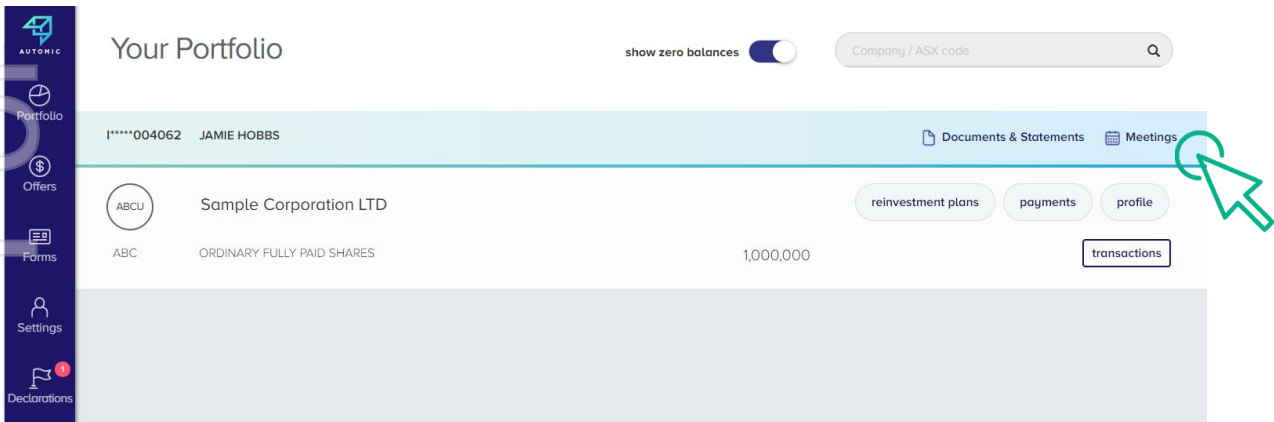 AUTOMIC
Portfolio
Offers
Forms
Settings
1
Declarations
Your Portfolio
show zero balances
Company / ASX code
I*****004062 JAMIE HOBBS Documents & Statements Meetings
ABCU Sample Corporation LTD reinvestment plans payments profile
ABC ORDINARY FULLY PAID SHARES 1,000,000 transactions